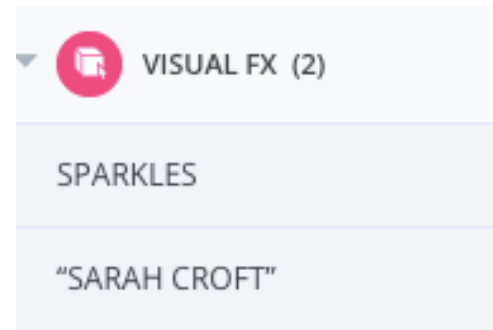 VISUAL FX (2)
SPARKLES
“SARAH CROFT”